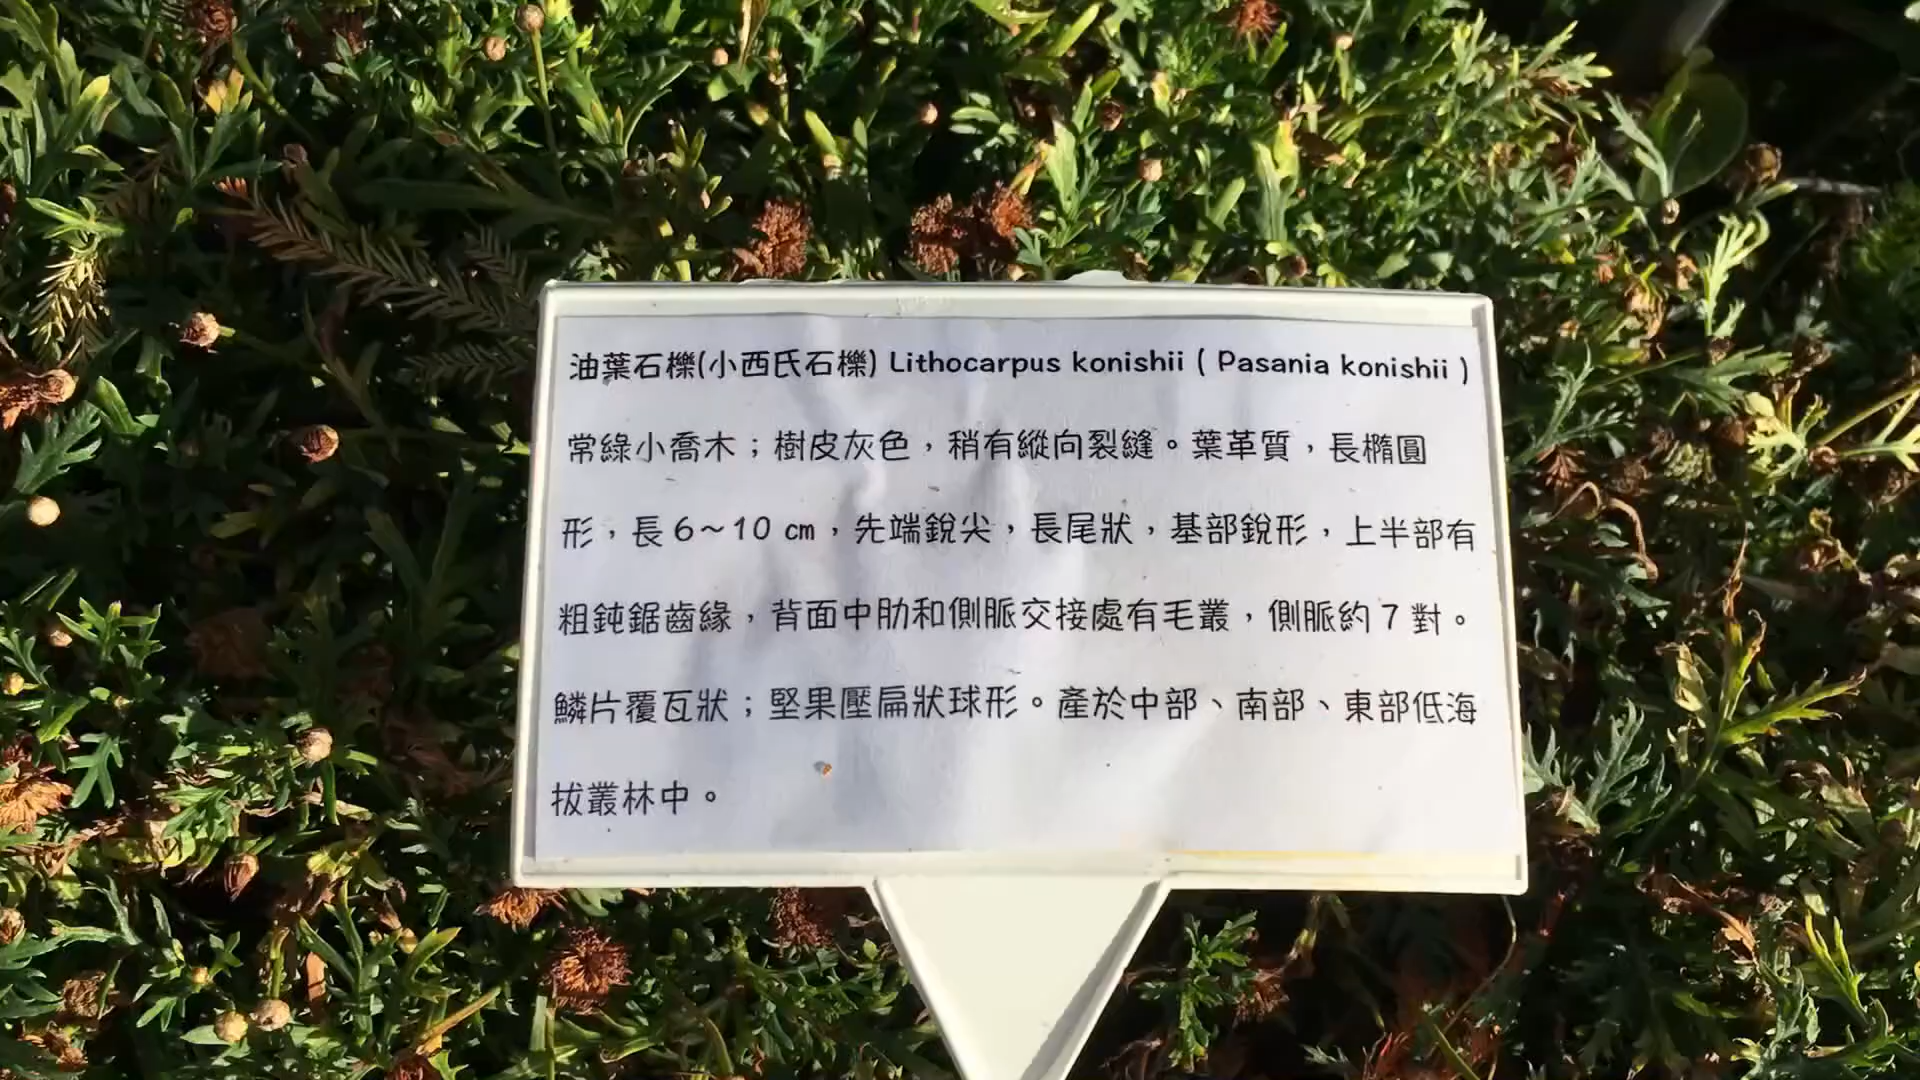 油葉石櫟(小西氏石櫟) Lithocarpus konishii ( Pasania konishii )
常綠小喬木；樹皮灰色，稍有縱向裂縫。葉革質，長橢圓
形，長6～10 cm，先端銳尖，長尾狀，基部銳形，上半部有
粗鈍鋸齒緣，背面中肋和側脈交接處有毛叢，側脈約7對。
鱗片覆瓦狀；堅果壓扁狀球形。產於中部、南部、東部低海
拔叢林中。